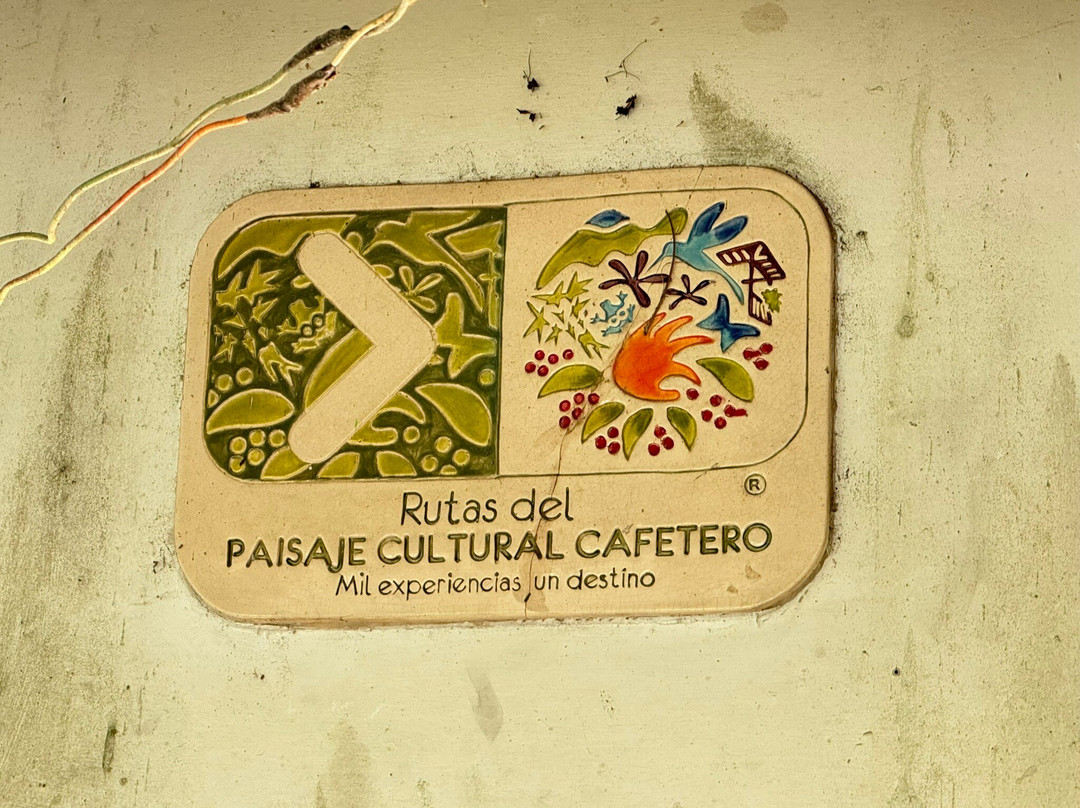 ®
Rutas del
PAISAJE CULTURAL CAFETERO
Mil experiencias un destino